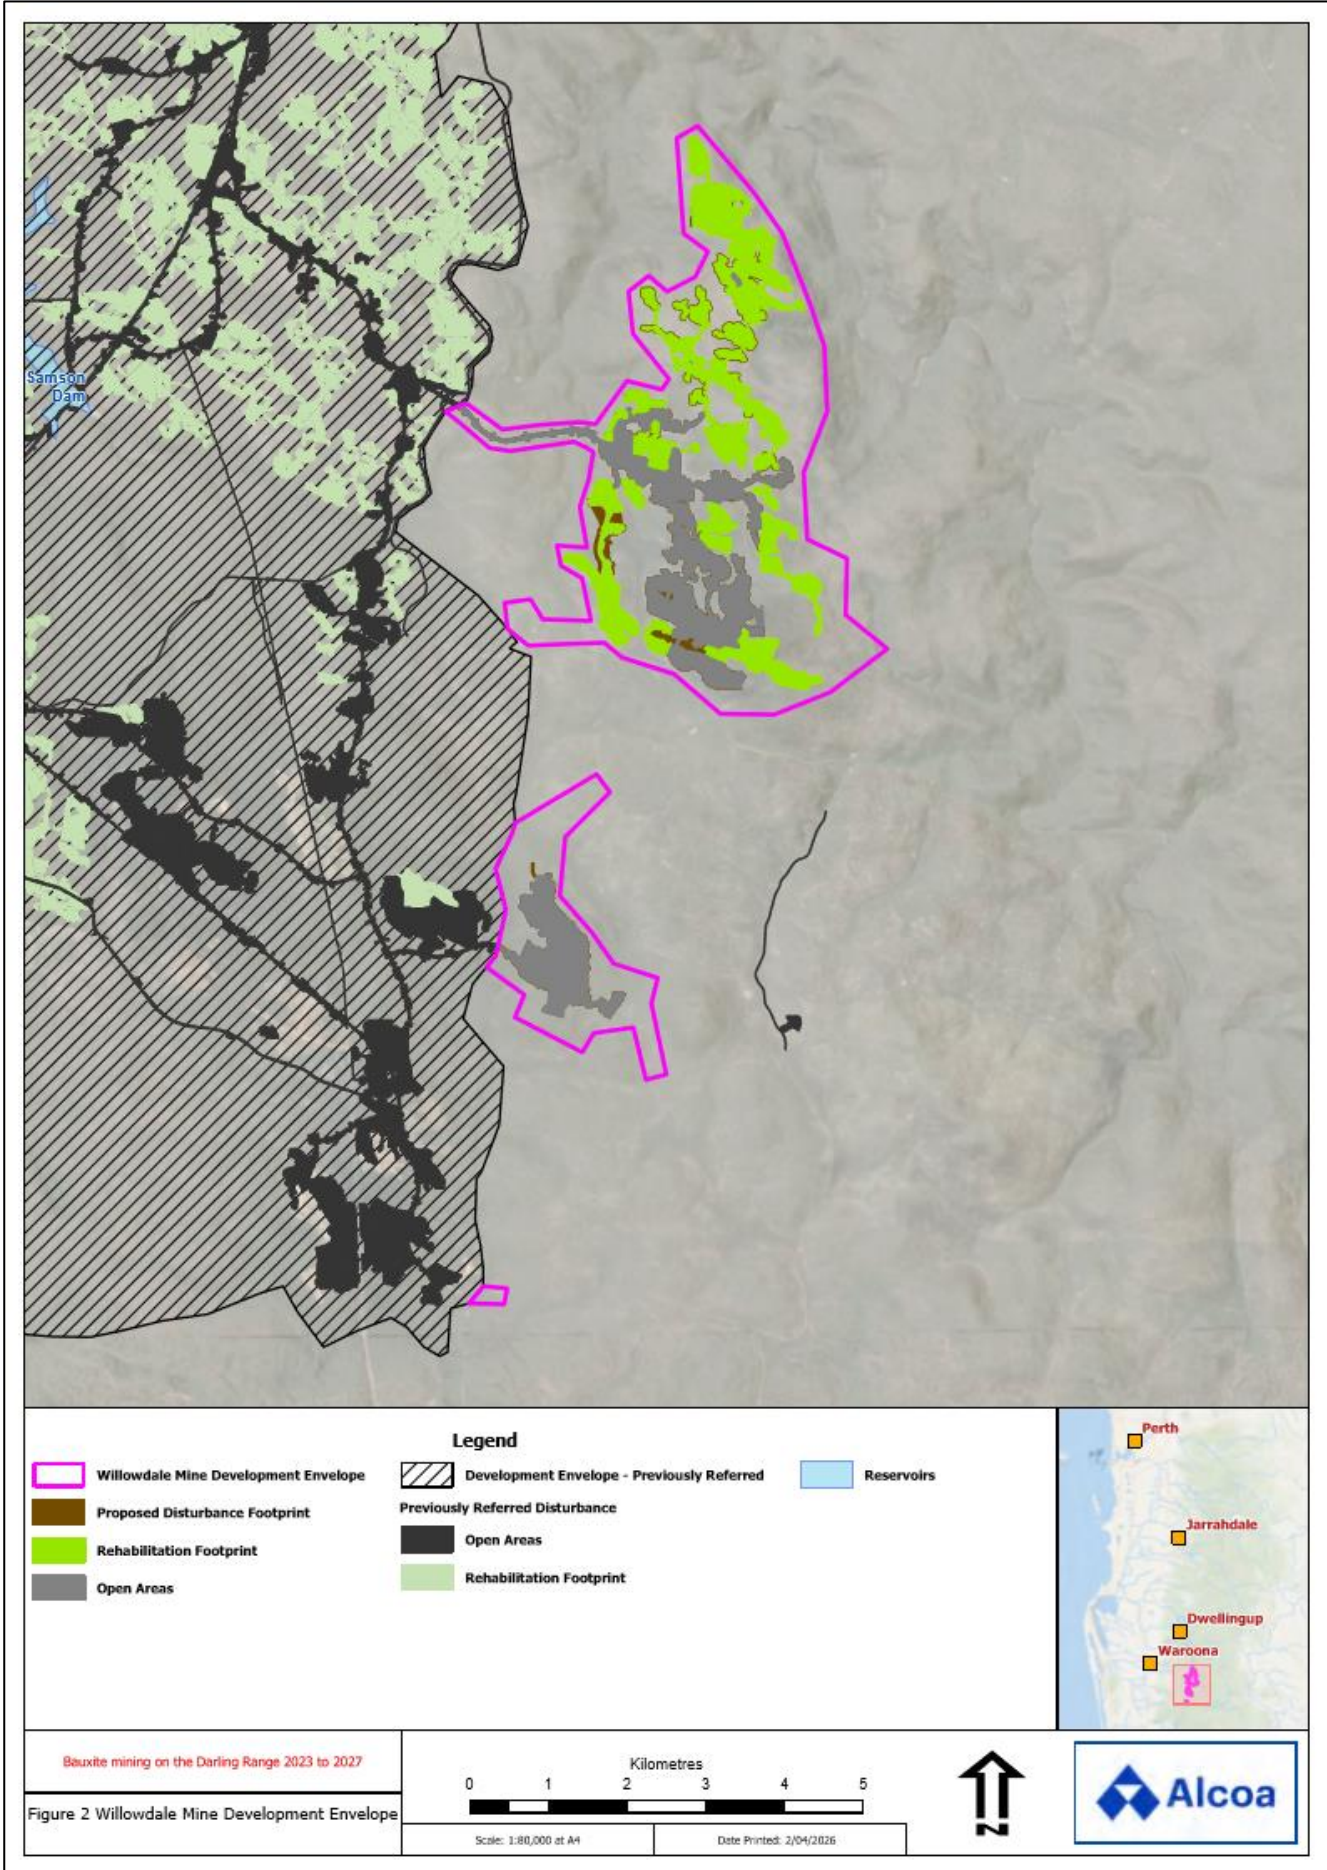 Samson
Dam
Legend
Willowdale Mine Development Envelope
Proposed Disturbance Footprint
Rehabilitation Footprint
Open Areas
Development Envelope - Previously Referred
Previously Referred Disturbance
Open Areas
Rehabilitation Footprint
Reservoirs
Perth
Jarrahdale
Dwellingup
Waroona
Bauxite mining on the Darling Range 2023 to 2027
Figure 2 Willowdale Mine Development Envelope
Kilometres
0 1 2 3 4 5
Scale: 1:80,000 at A4
Date Printed: 2/04/2026
N
Alcoa